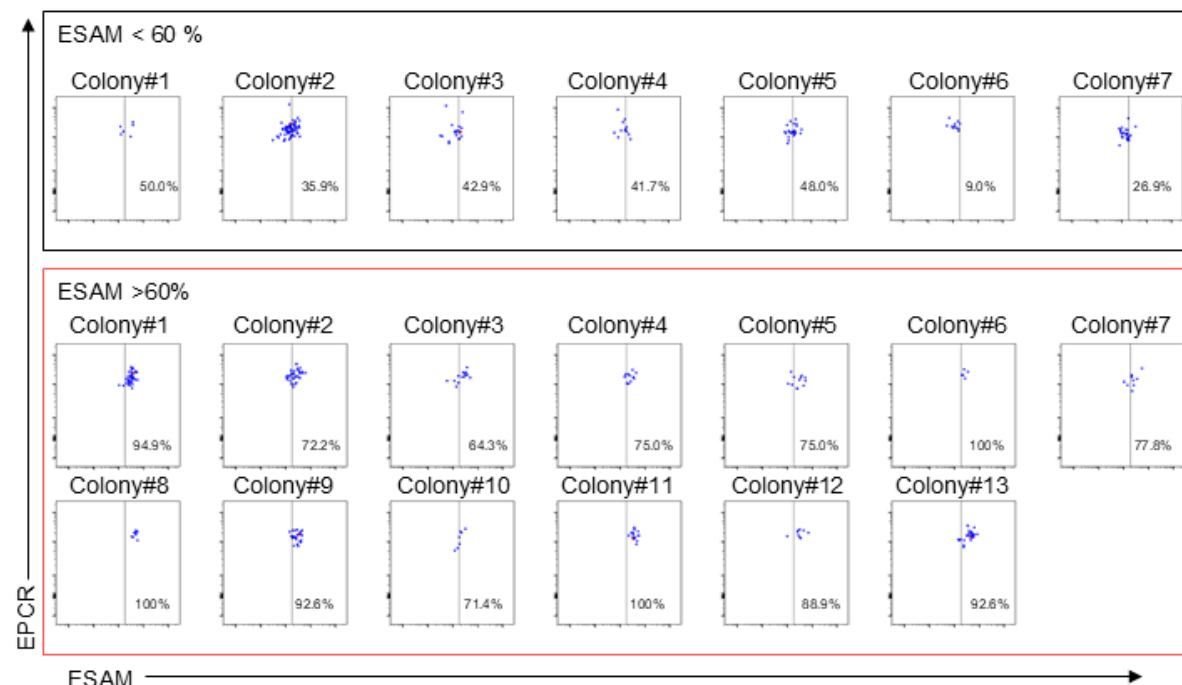 ESAM < 60 %
Colony#1 Colony#2 Colony#3 Colony#4 Colony#5 Colony#6 Colony#7
50.0% 35.9% 42.9% 41.7% 48.0% 9.0% 26.9%
ESAM >60%
Colony#1 Colony#2 Colony#3 Colony#4 Colony#5 Colony#6 Colony#7
94.9% 72.2% 64.3% 75.0% 75.0% 100% 77.8%
Colony#8 Colony#9 Colony#10 Colony#11 Colony#12 Colony#13
100% 92.6% 71.4% 100% 88.9% 92.6%
EPCR
ESAM